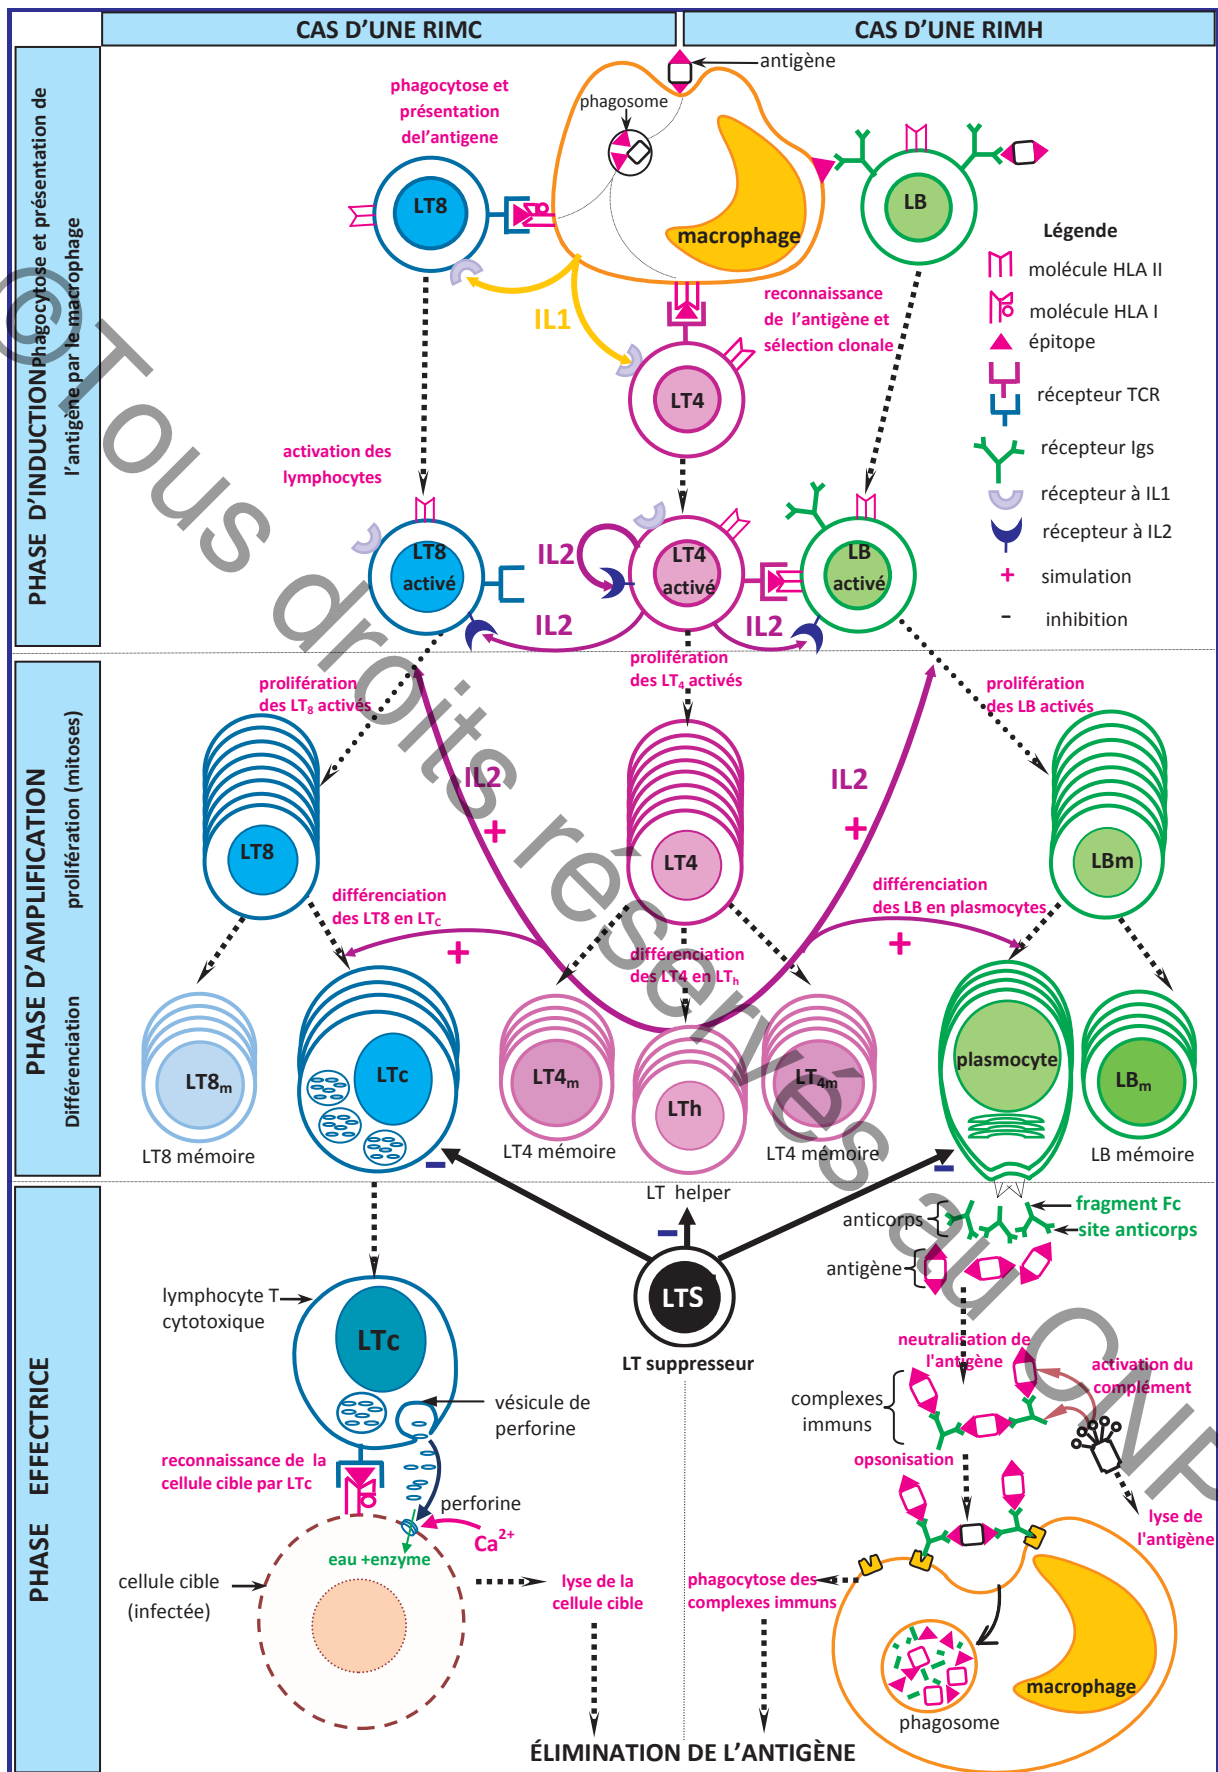 CAS D'UNE RIMC
CAS D'UNE RIMH
PHASE D'INDUCTION
Phagocytose et présentation de
l'antigène par le macrophage
antigène
phagocytose et
présentation
del'antigene
phagosome
LT8
LB
macrophage
IL1
reconnaissance
de l'antigène et
sélection clonale
LT4
Légende
molécule HLA II
molécule HLA I
épitope
récepteur TCR
récepteur Igs
récepteur à IL1
récepteur à IL2
+ simulation
- inhibition
activation des
lymphocytes
LT8
activé
IL2
LT4
activé
LB
activé
IL2
IL2
PHASE D'AMPLIFICATION
prolifération (mitoses)
Différenciation
prolifération
des LT8 activés
prolifération
des LT4 activés
prolifération
des LB activés
IL2
+
IL2
+
LT8
LT4
LBm
différenciation
des LT8 en LTC
+
différenciation
des LT4 en LTh
différenciation
des LB en plasmocytes
+
LT8m
LTc
LT4m
LTh
LT4m
plasmocyte
LBm
LT8 mémoire
LT4 mémoire
LT4 mémoire
LB mémoire
-
-
LT helper
-
LTS
LT suppresseur
PHASE EFFECTRICE
anticorps
fragment Fc
site anticorps
antigène
lymphocyte T
cytotoxique
LTc
neutralisation de
l'antigène
activation du
complément
complexes
immuns
vésicule de
perforine
opsonisation
reconnaissance de la
cellule cible par LTc
perforine
Ca2+
eau +enzyme
lyse de
l'antigène
cellule cible
(infectée)
lyse de la
cellule cible
phagocytose des
complexes immuns
macrophage
phagosome
ÉLIMINATION DE L'ANTIGÈNE
©Tous droits réservés au CNP